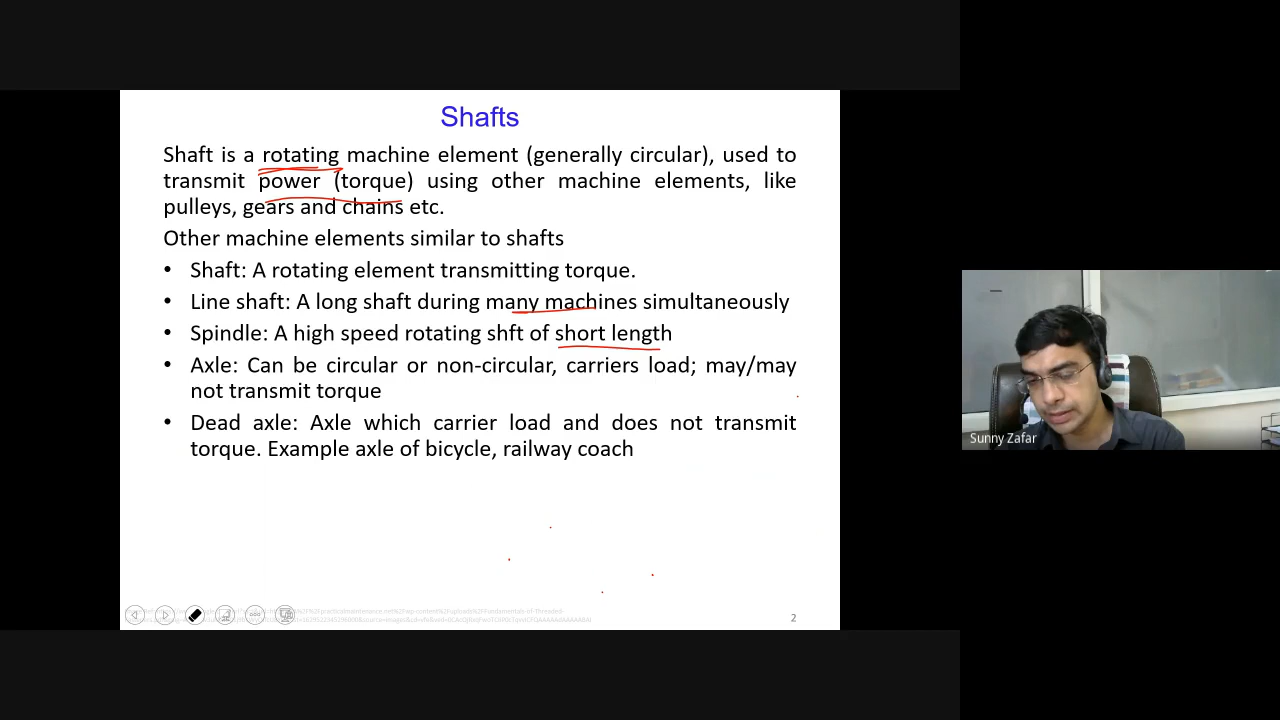 Shafts
Shaft is a rotating machine element (generally circular), used to
transmit power (torque) using other machine elements, like
pulleys, gears and chains etc.
Other machine elements similar to shafts
• Shaft: A rotating element transmitting torque.
• Line shaft: A long shaft during many machines simultaneously
• Spindle: A high speed rotating shft of short length
• Axle: Can be circular or non-circular, carriers load; may/may
not transmit torque
• Dead axle: Axle which carrier load and does not transmit
torque. Example axle of bicycle, railway coach
2
Sunny Zafar